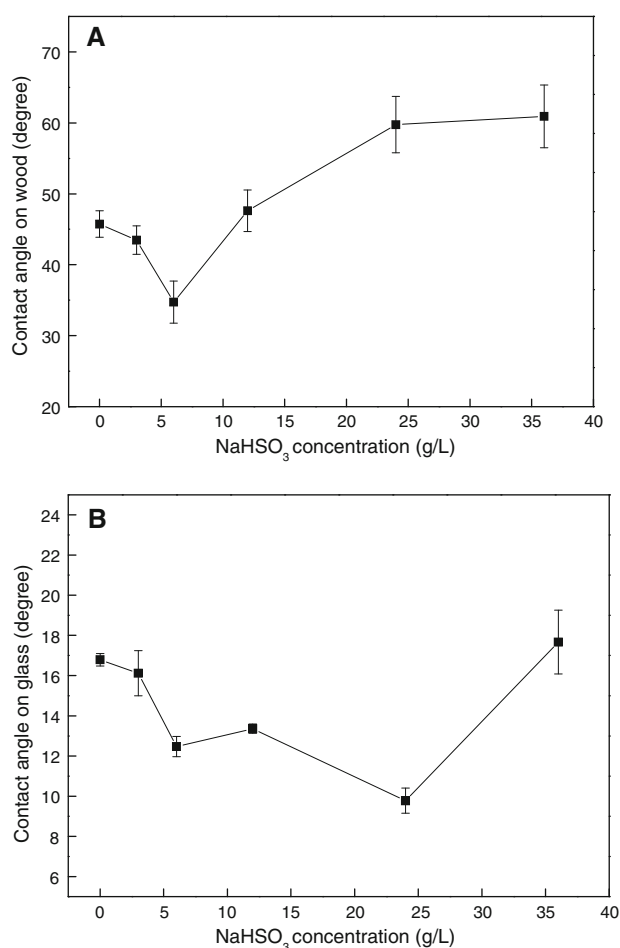 A
70
60
50
40
30
20
Contact angle on wood (degree)
0 5 10 15 20 25 30 35 40
NaHSO3 concentration (g/L)
B
24
22
20
18
16
14
12
10
8
6
Contact angle on glass (degree)
0 5 10 15 20 25 30 35 40
NaHSO3 concentration (g/L)